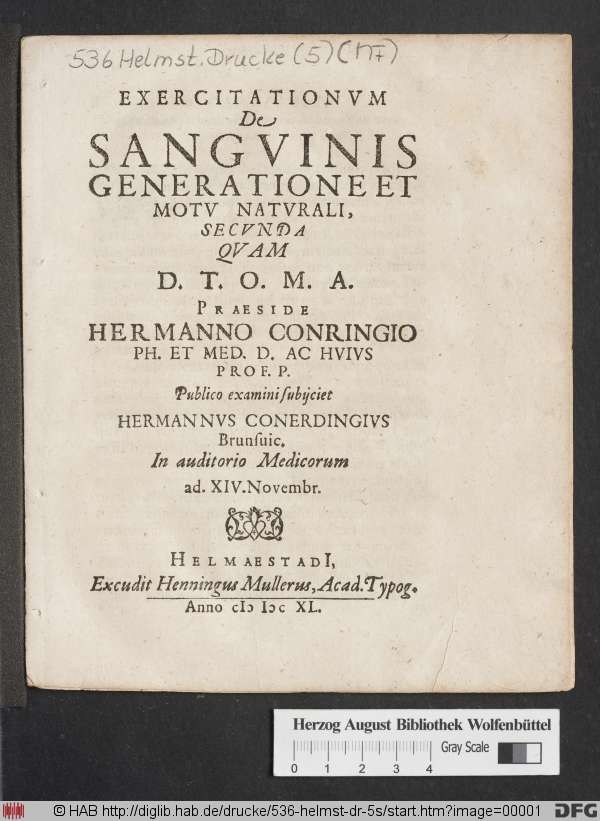 536 Helmst. Drucke (5) (NF)
EXERCITATIONVM
De
SANGVINIS
GENERATIONE ET
MOTV NATVRALI,
SECVNDA
QVAM
D. T. O. M. A.
PRAESIDE
HERMANNO CONRINGIO
PH. ET MED. D. AC HVIVS
PROF. P.
Publico examini ſubijciet
HERMANNVS CONERDINGIVS
Brunſuic.
In auditorio Medicorum
ad. XIV. Novembr.
HELMAESTADI,
Excudit Henningus Mullerus, Acad. Typog.
Anno cIↄ Iↄc XL.
Herzog August Bibliothek Wolfenbüttel
Gray Scale
0 1 2 3 4
© HAB http://diglib.hab.de/drucke/536-helmst-dr-5s/start.htm?image=00001
DFG